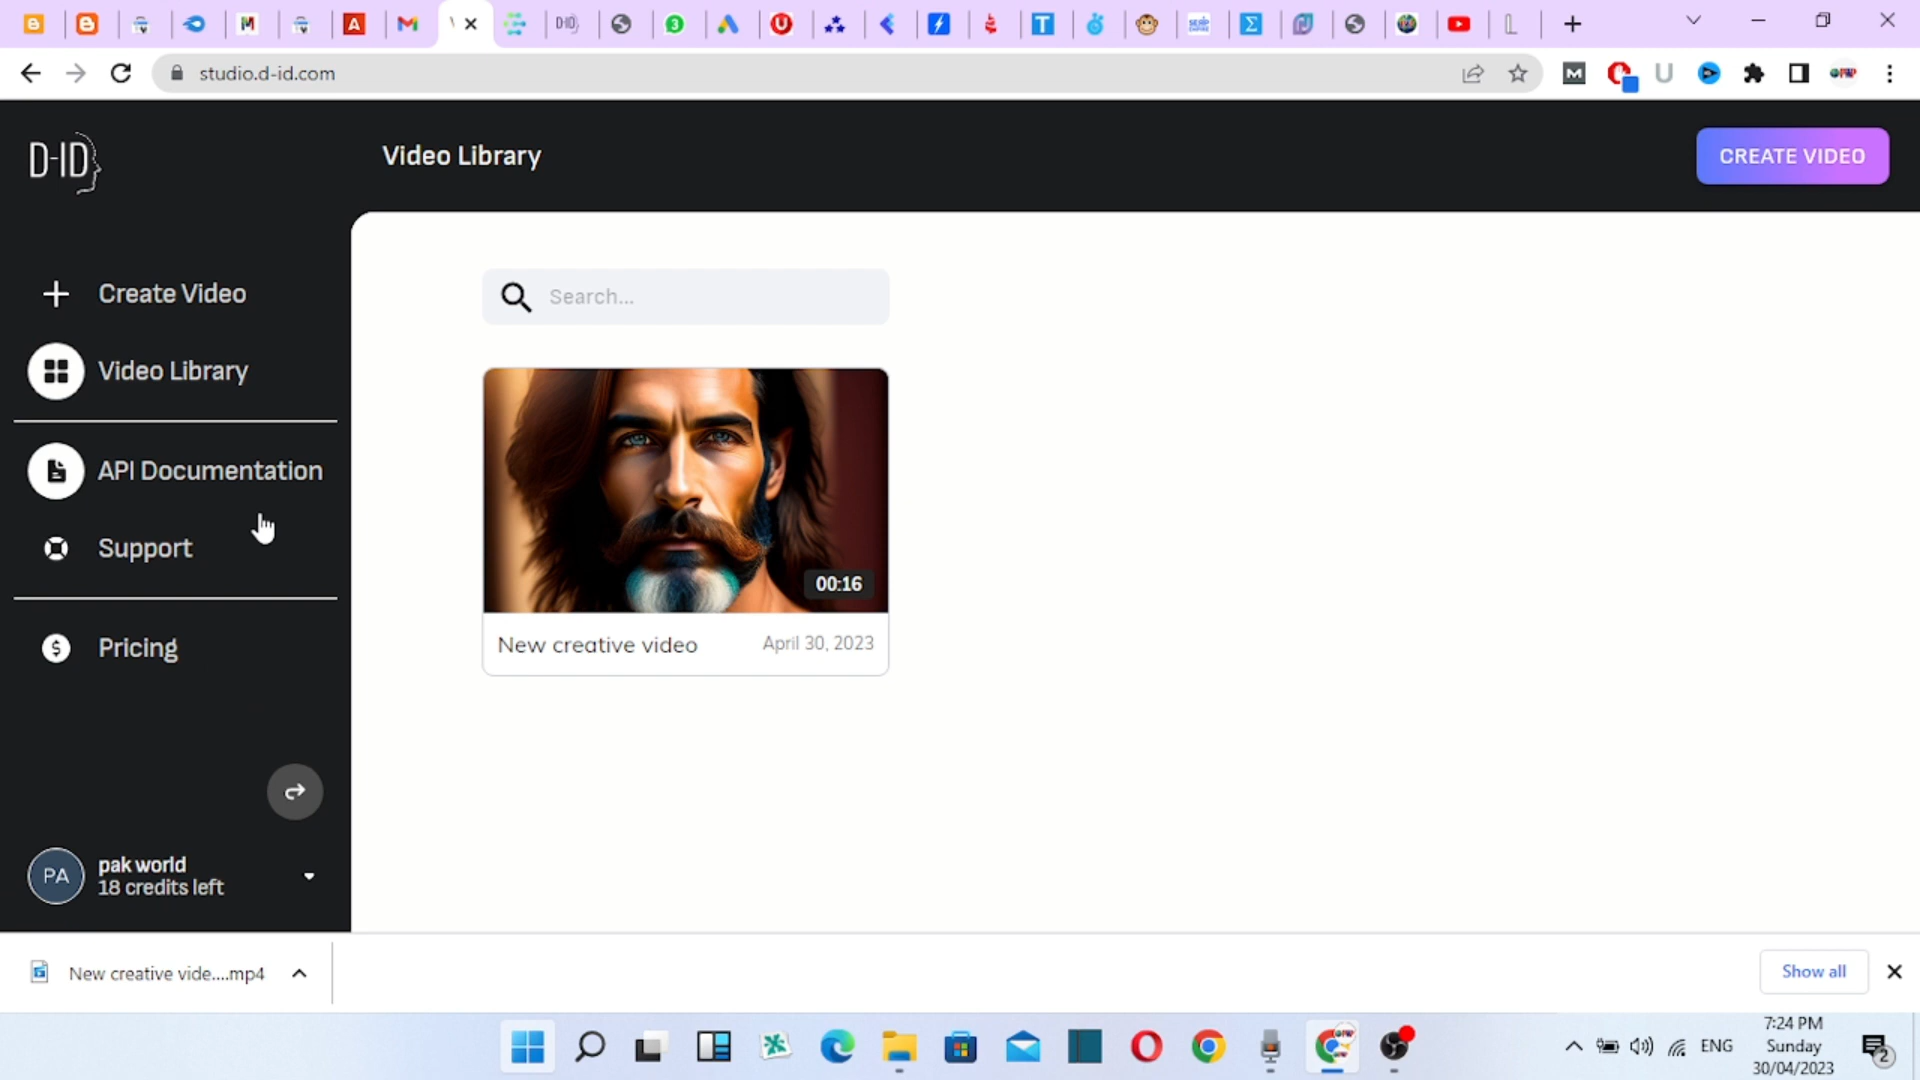 studio.d-id.com
D-ID
Video Library
CREATE VIDEO
Create Video
Video Library
API Documentation
Support
Pricing
PA
pak world
18 credits left
Search...
00:16
New creative video
April 30, 2023
New creative vide....mp4
Show all
ENG
7:24 PM
Sunday
30/04/2023
2